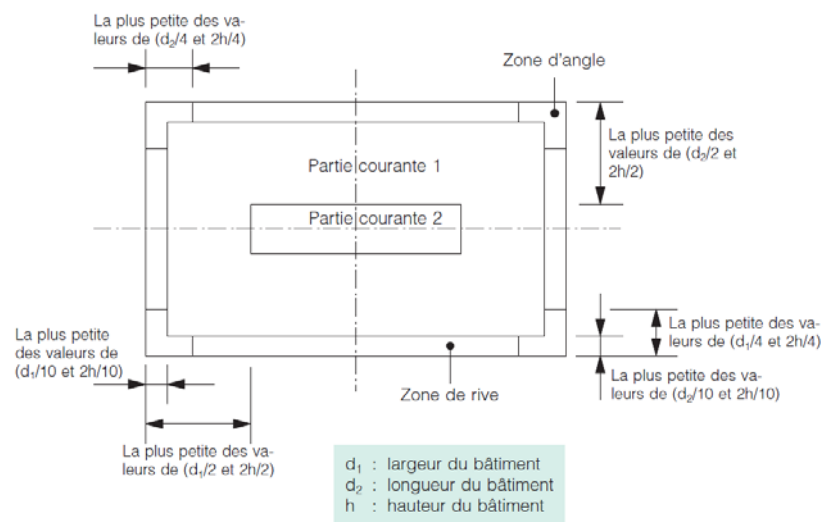 La plus petite des va-
leurs de (d₂/4 et 2h/4)
Zone d'angle
La plus petite des
valeurs de (d₂/2 et
2h/2)
Partie courante 1
Partie courante 2
La plus petite
des valeurs de
(d₁/10 et 2h/10)
La plus petite des va-
leurs de (d₁/4 et 2h/4)
La plus petite des va-
leurs de (d₂/10 et 2h/10)
Zone de rive
La plus petite des va-
leurs de (d₁/2 et 2h/2)
d₁ : largeur du bâtiment
d₂ : longueur du bâtiment
h : hauteur du bâtiment